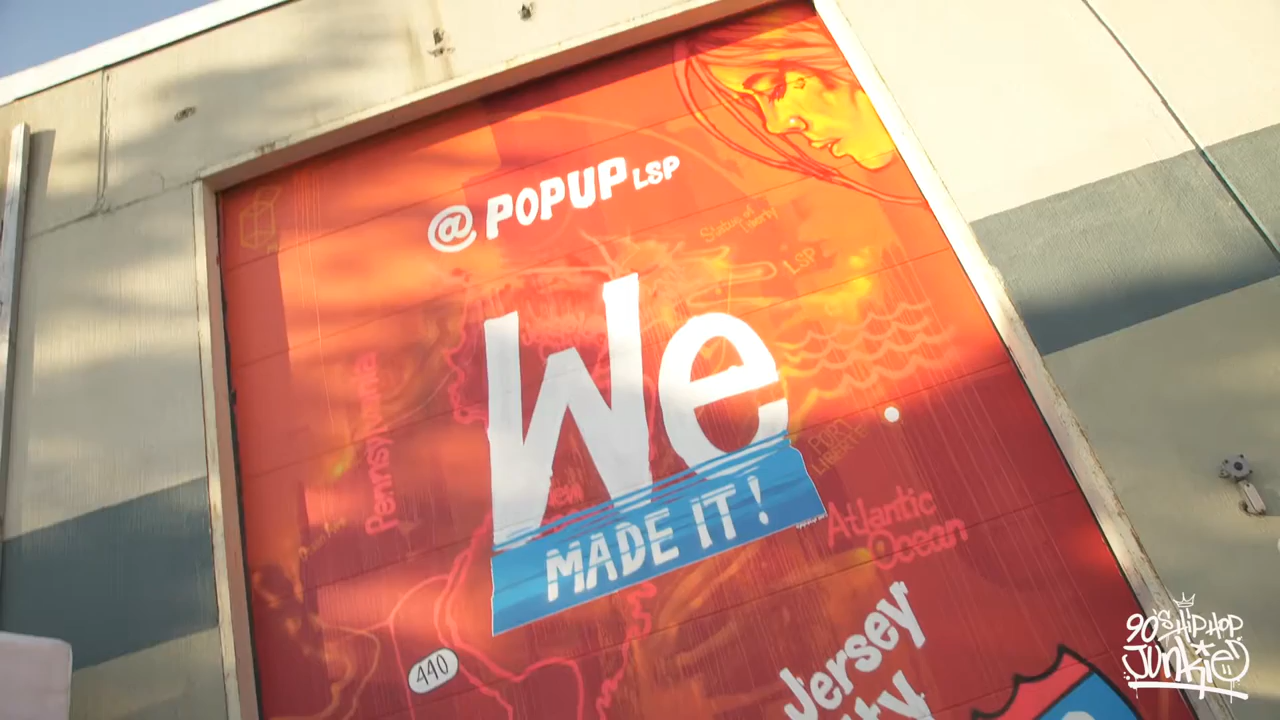 @POPUP LSP
Statue of
Liberty
LSP
We
Pennsylvania
PORT
LIBERTE
new
MADE IT!
Atlantic
Ocean
440
Jersey
90's HIP HOP
JUNKIE